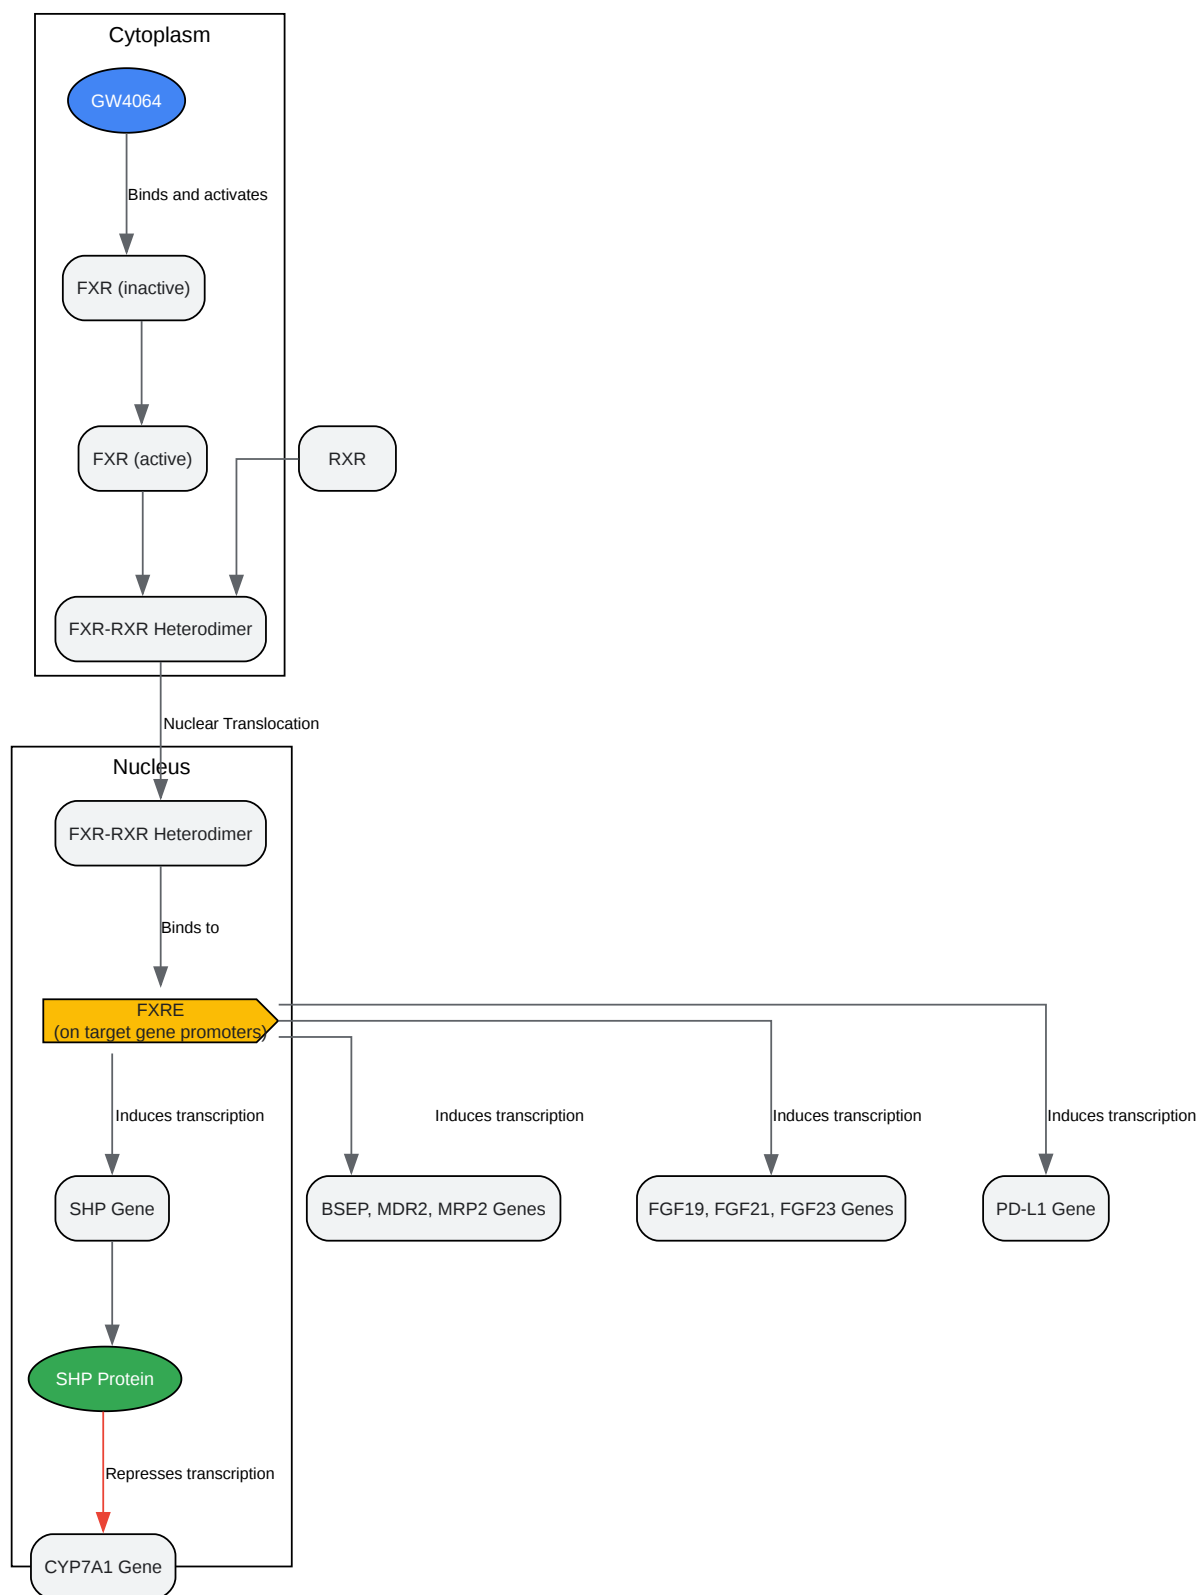 Cytoplasm
GW4064
Binds and activates
FXR (inactive)
FXR (active)
RXR
FXR-RXR Heterodimer
Nuclear Translocation
Nucleus
FXR-RXR Heterodimer
Binds to
FXRE
(on target gene promoters)
Induces transcription
Induces transcription
Induces transcription
Induces transcription
SHP Gene
BSEP, MDR2, MRP2 Genes
FGF19, FGF21, FGF23 Genes
PD-L1 Gene
SHP Protein
Represses transcription
CYP7A1 Gene